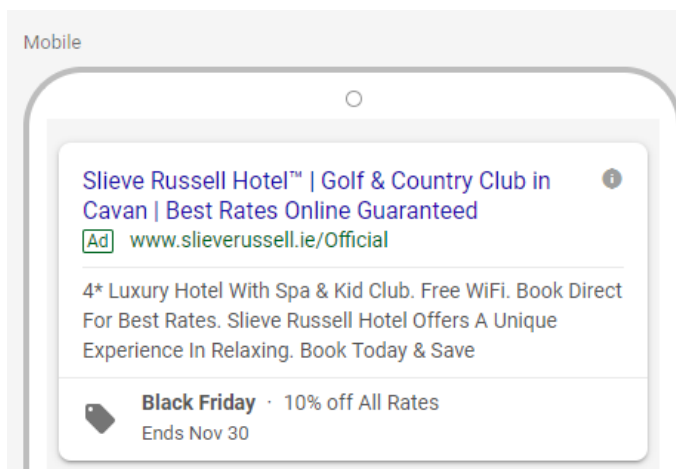 Mobile
Slieve Russell Hotel™ | Golf & Country Club in
Cavan | Best Rates Online Guaranteed
Ad www.slieverussell.ie/Official
4* Luxury Hotel With Spa & Kid Club. Free WiFi. Book Direct
For Best Rates. Slieve Russell Hotel Offers A Unique
Experience In Relaxing. Book Today & Save
Black Friday · 10% off All Rates
Ends Nov 30